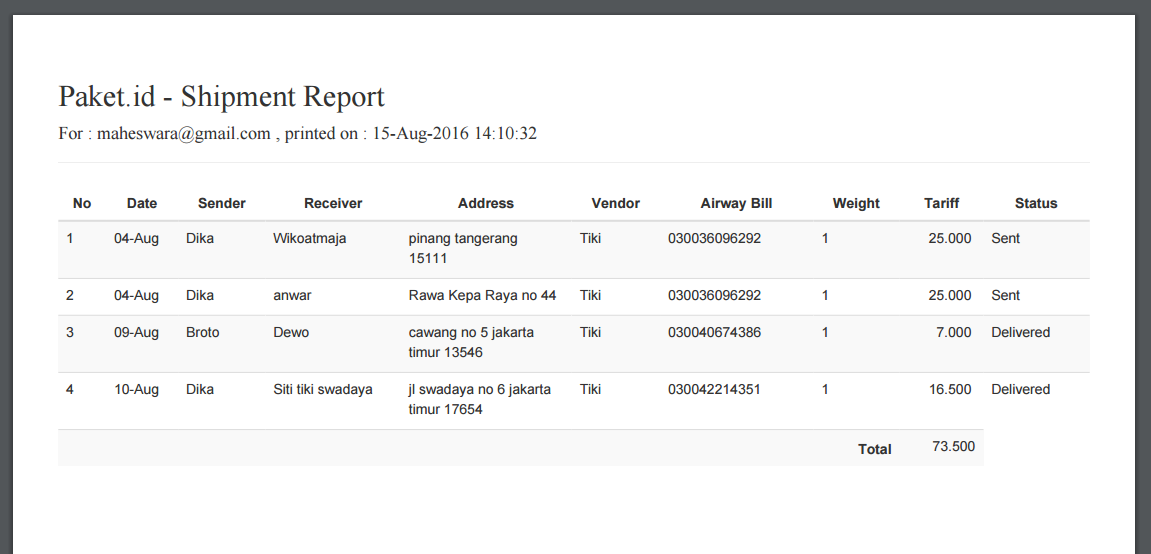 Paket.id - Shipment Report
For : maheswara@gmail.com , printed on : 15-Aug-2016 14:10:32
No Date Sender Receiver Address Vendor Airway Bill Weight Tariff Status
1 04-Aug Dika Wikoatmaja pinang tangerang Tiki 030036096292 1 25.000 Sent
15111
2 04-Aug Dika anwar Rawa Kepa Raya no 44 Tiki 030036096292 1 25.000 Sent
3 09-Aug Broto Dewo cawang no 5 jakarta Tiki 030040674386 1 7.000 Delivered
timur 13546
4 10-Aug Dika Siti tiki swadaya jl swadaya no 6 jakarta Tiki 030042214351 1 16.500 Delivered
timur 17654
Total 73.500